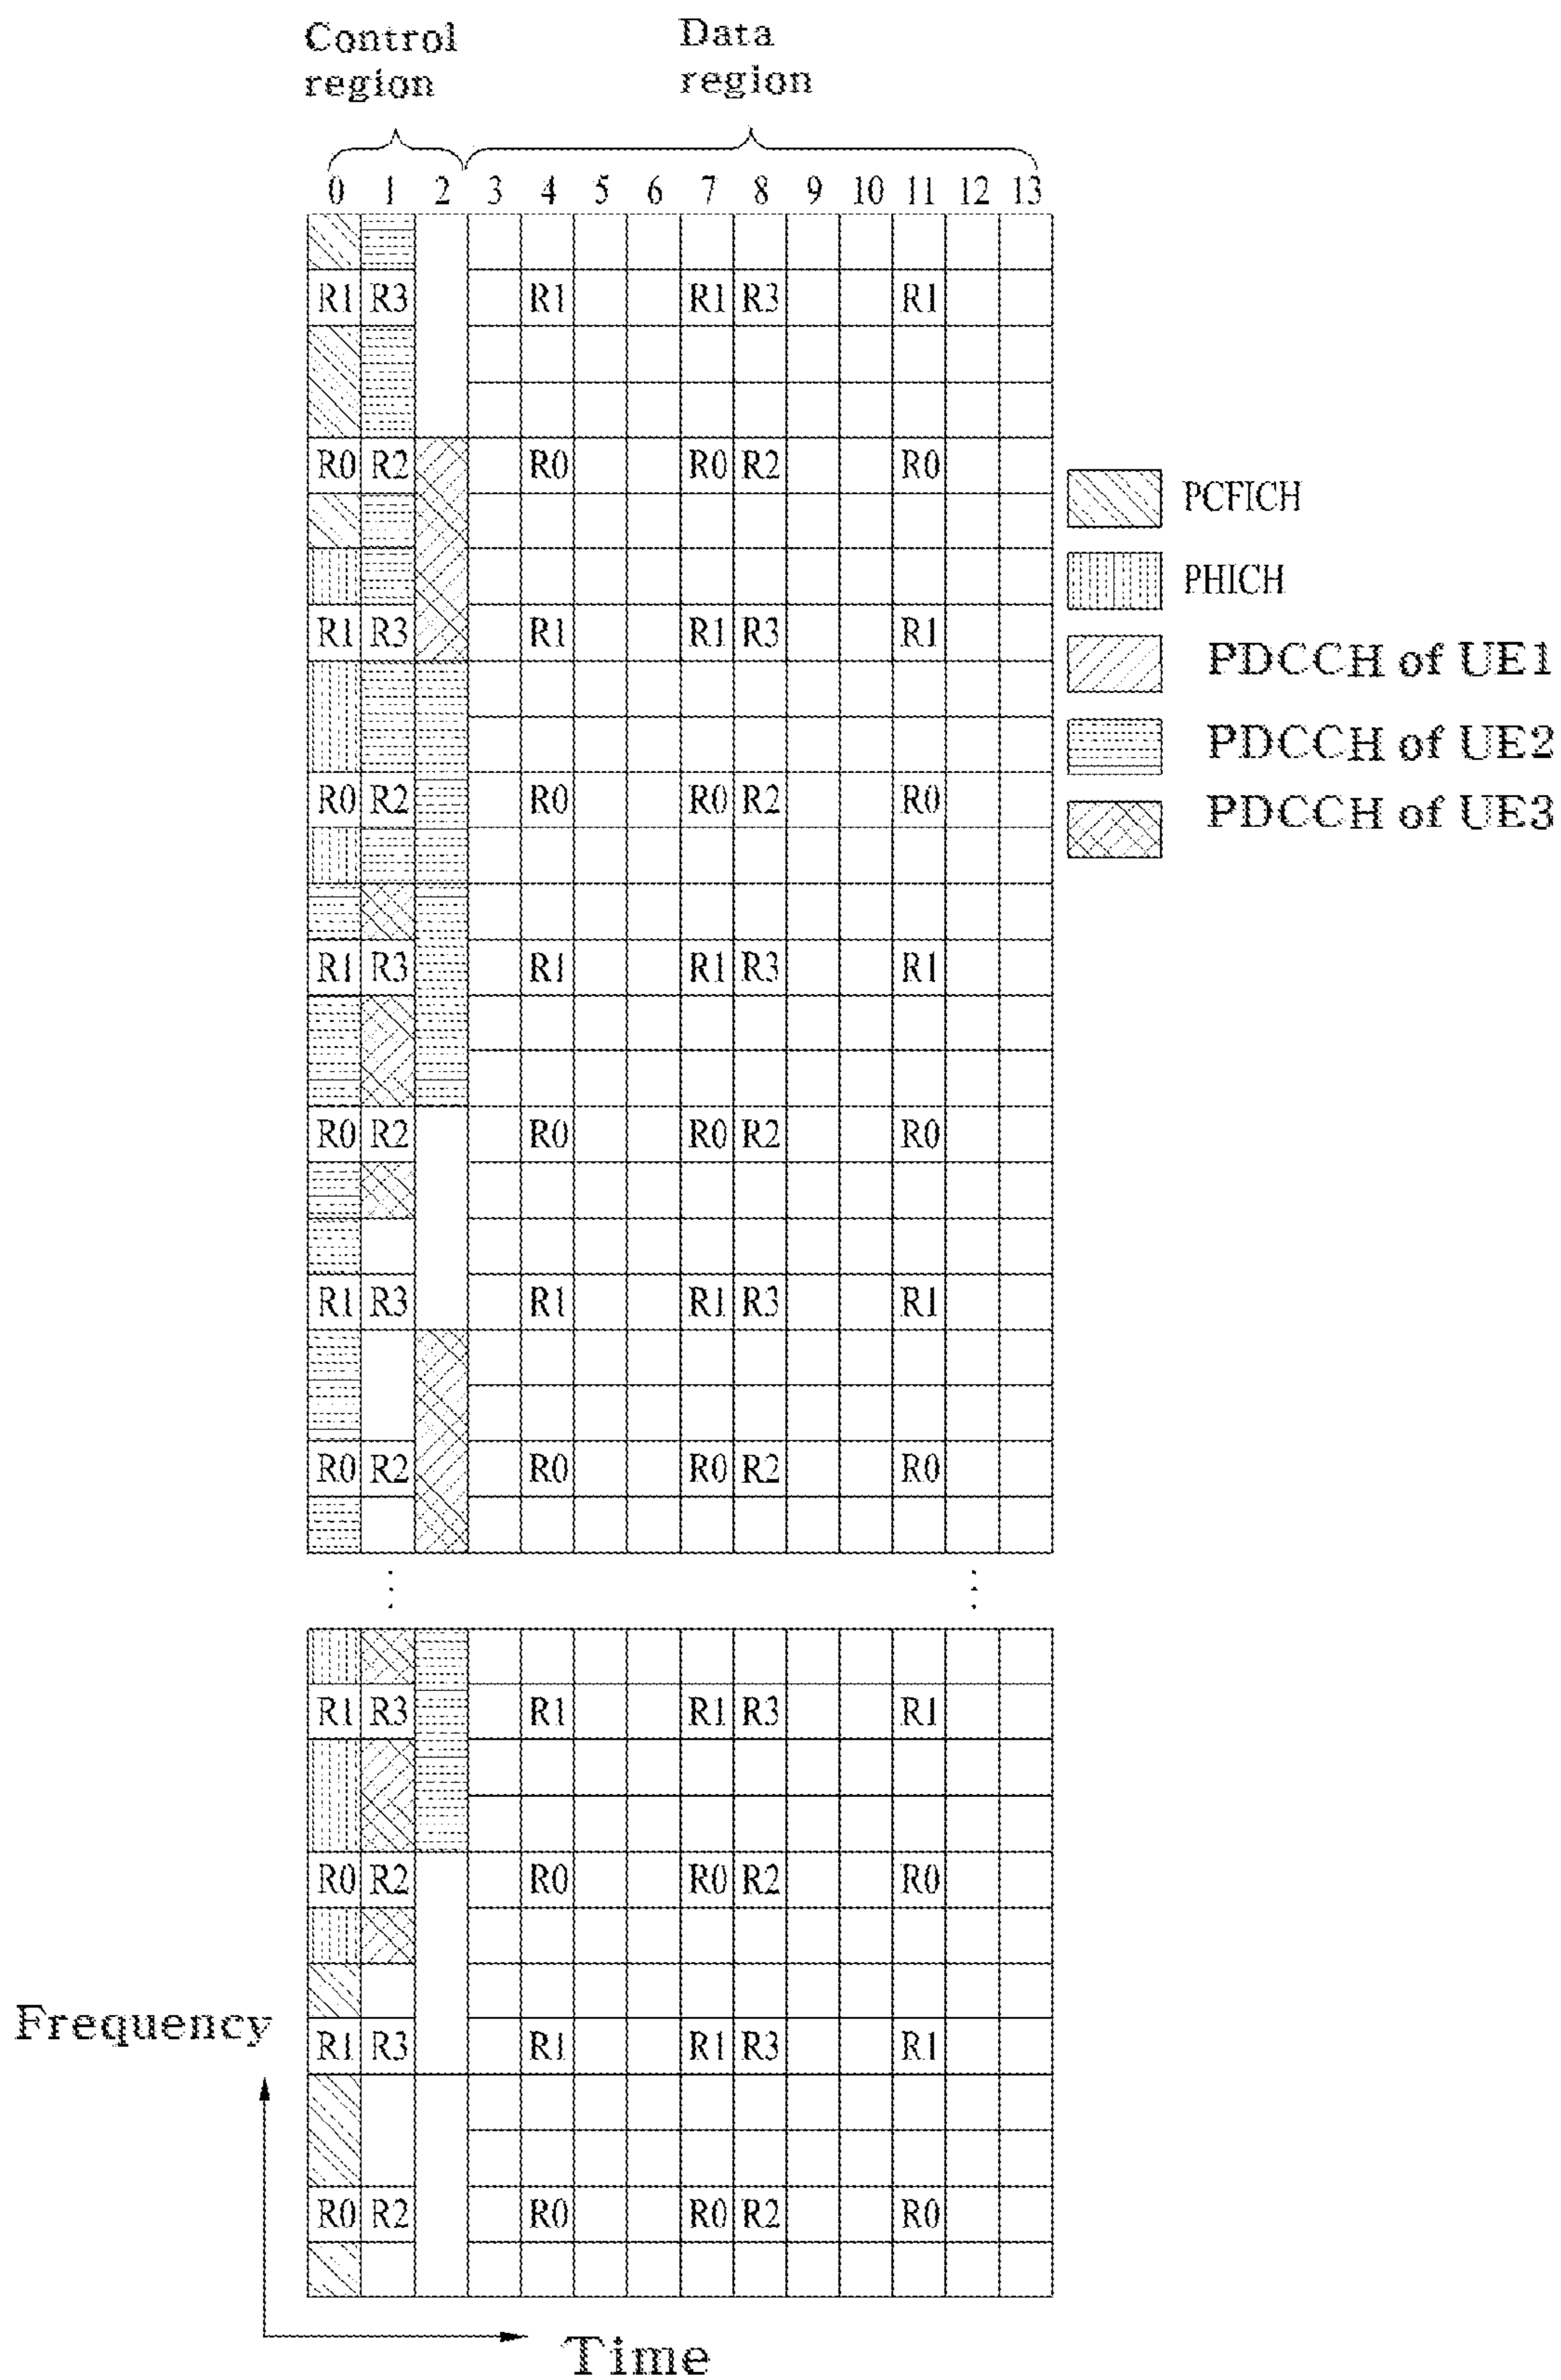 Control Data
region region
0 1 2 3 4 5 6 7 8 9 10 11 12 13
R1 R3 R1 R1 R3 R1
R0 R2 R0 R0 R2 R0
PCFICH
PHICH
R1 R3 R1 R1 R3 R1
PDCCH of UE1
PDCCH of UE2
R0 R2 R0 R0 R2 R0
PDCCH of UE3
R1 R3 R1 R1 R3 R1
R0 R2 R0 R0 R2 R0
R1 R3 R1 R1 R3 R1
R0 R2 R0 R0 R2 R0
R1 R3 R1 R1 R3 R1
R0 R2 R0 R0 R2 R0
Frequency
R1 R3 R1 R1 R3 R1
R0 R2 R0 R0 R2 R0
Time